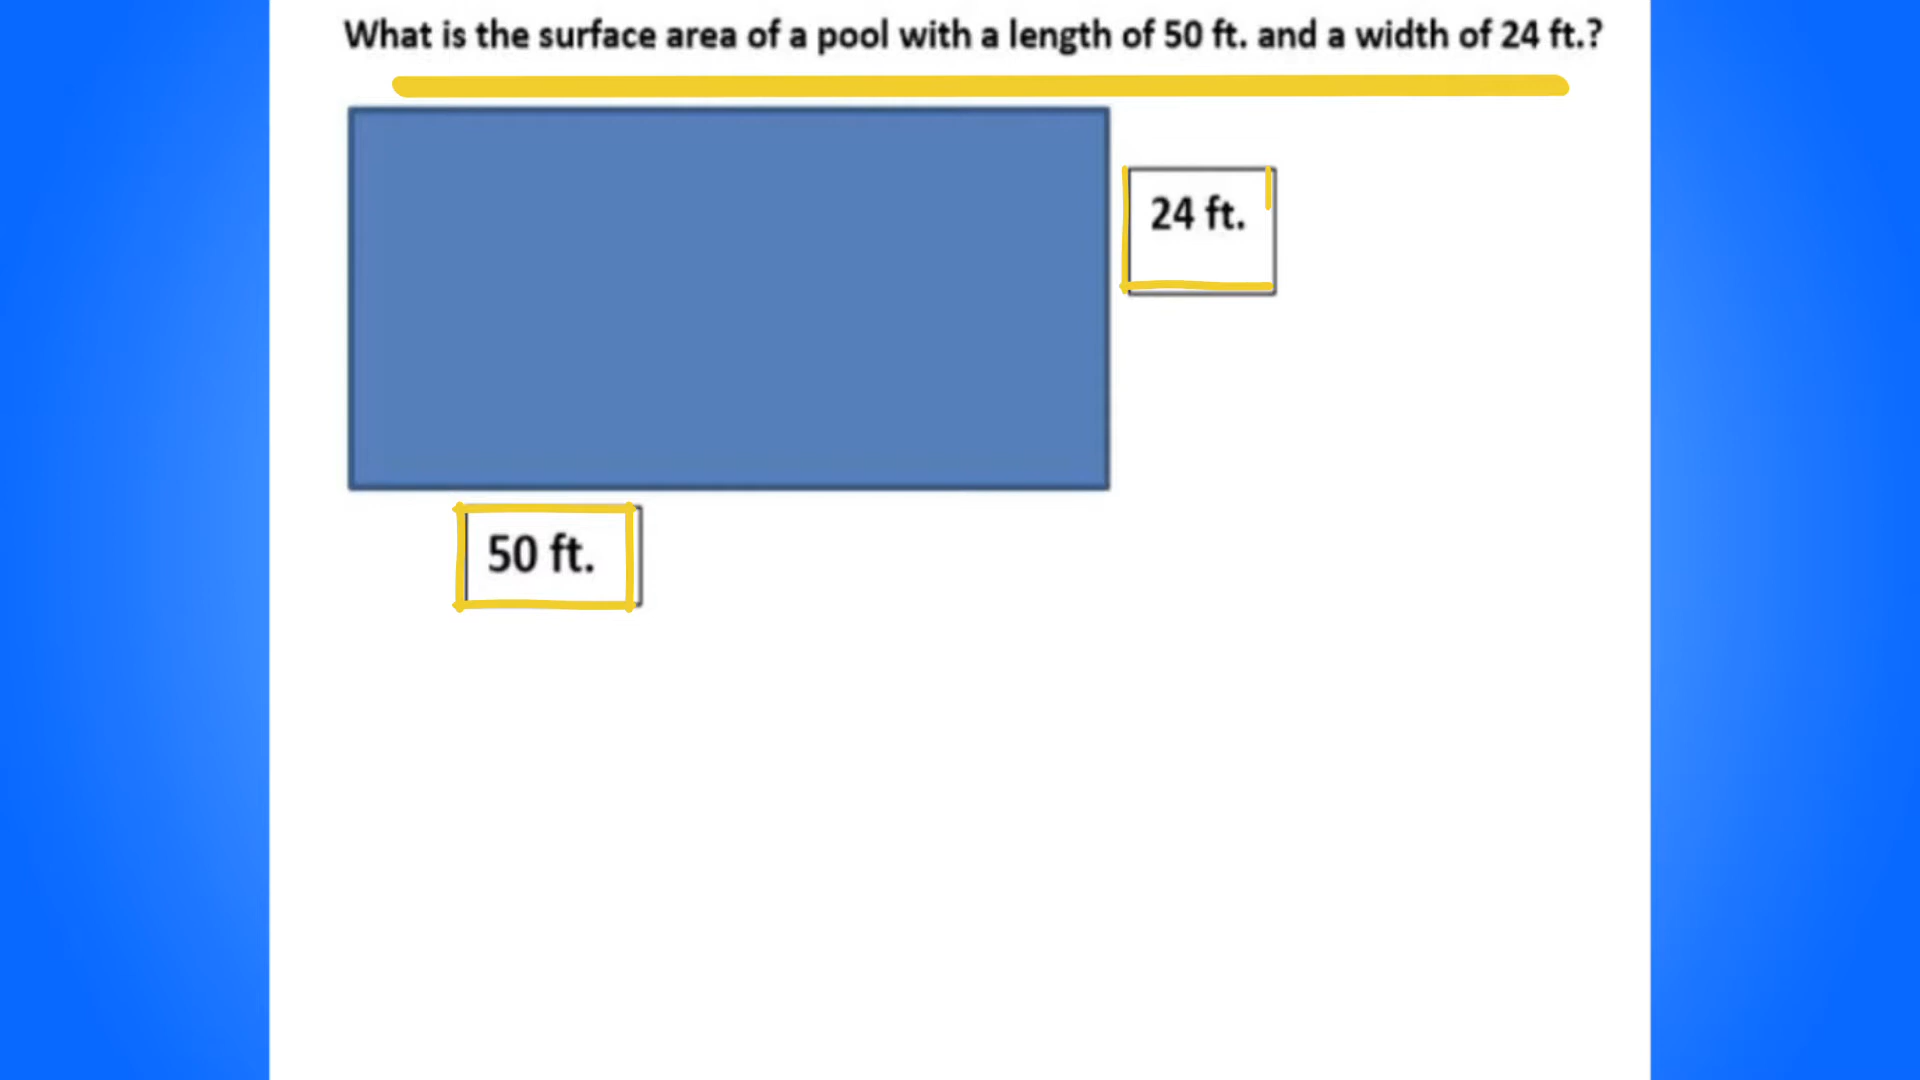 What is the surface area of a pool with a length of 50 ft. and a width of 24 ft.?
24 ft.
50 ft.